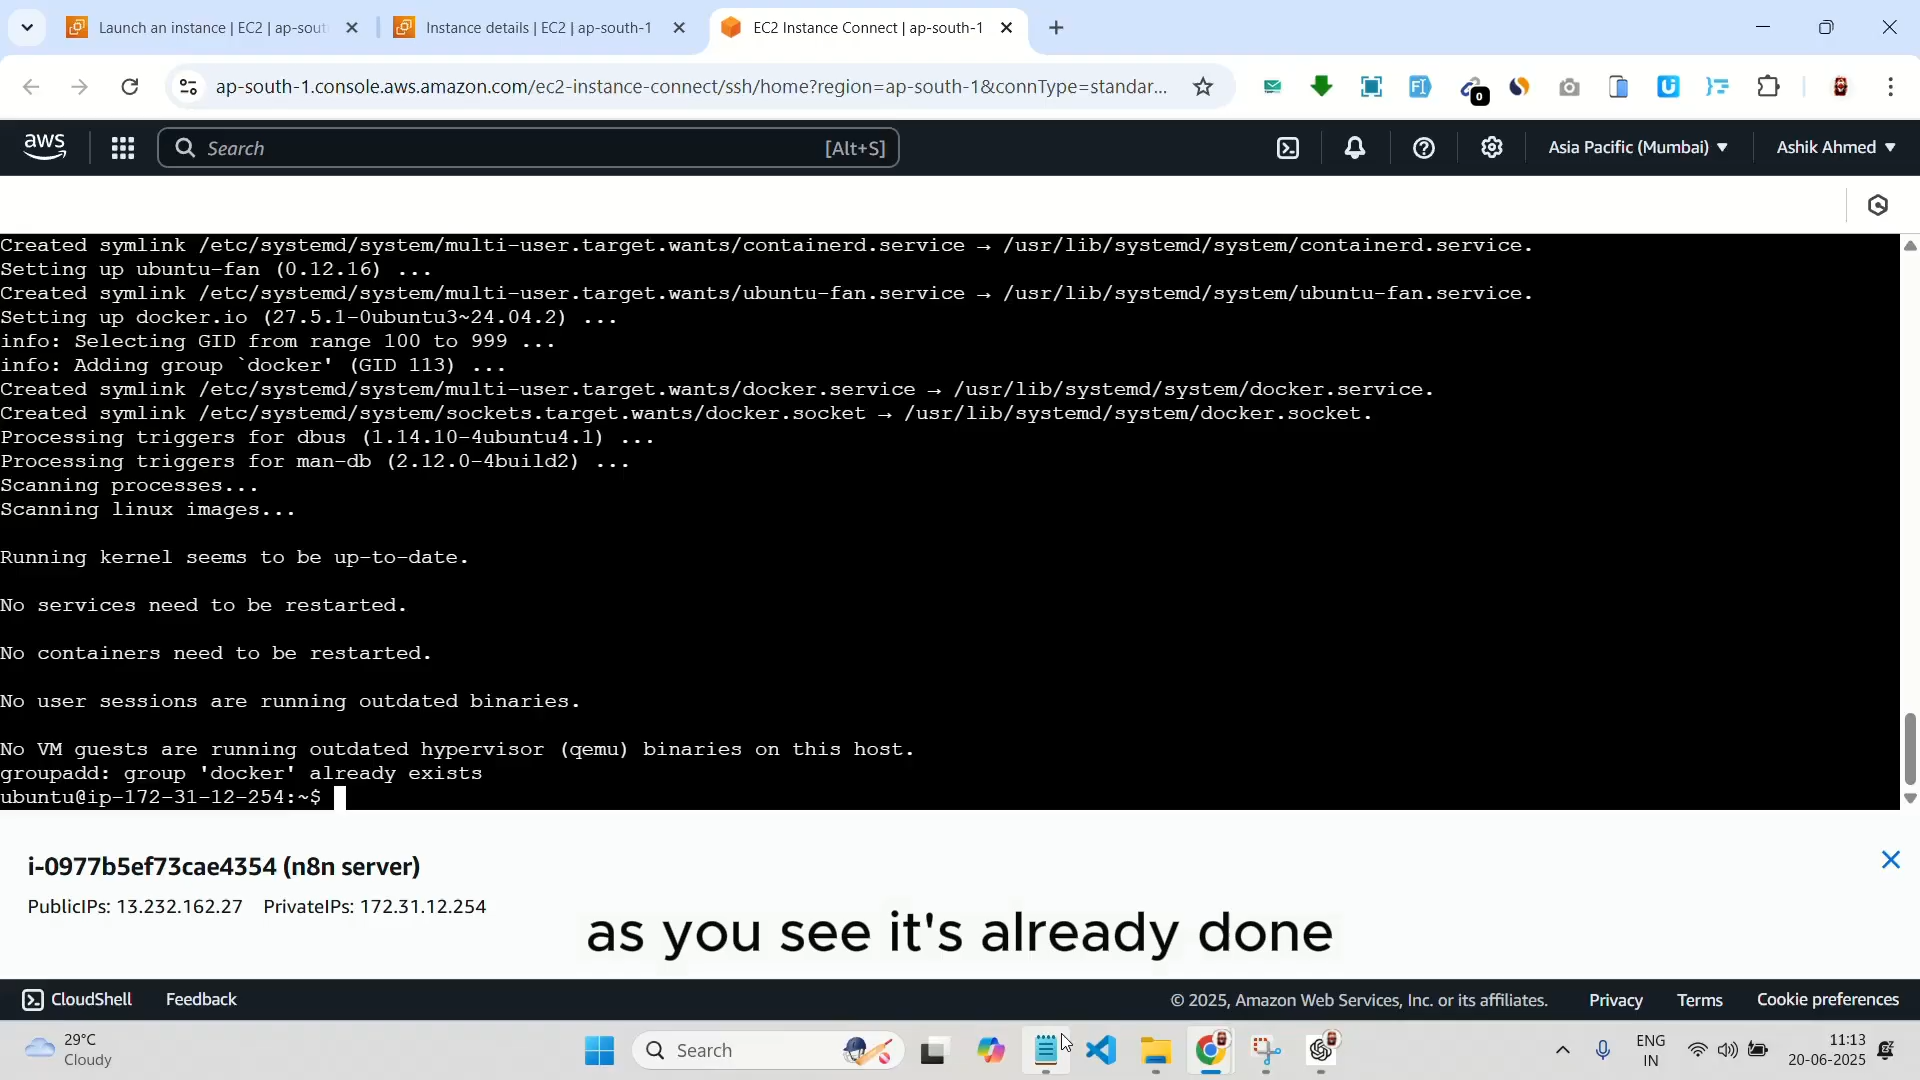 Launch an instance | EC2 | ap-sout
Instance details | EC2 | ap-south-1
EC2 Instance Connect | ap-south-1
ap-south-1.console.aws.amazon.com/ec2-instance-connect/ssh/home?region=ap-south-1&connType=standar...
0
aws
Search
[Alt+S]
Asia Pacific (Mumbai)
Ashik Ahmed
Created symlink /etc/systemd/system/multi-user.target.wants/containerd.service → /usr/lib/systemd/system/containerd.service.
Setting up ubuntu-fan (0.12.16) ...
Created symlink /etc/systemd/system/multi-user.target.wants/ubuntu-fan.service → /usr/lib/systemd/system/ubuntu-fan.service.
Setting up docker.io (27.5.1-0ubuntu3~24.04.2) ...
info: Selecting GID from range 100 to 999 ...
info: Adding group `docker' (GID 113) ...
Created symlink /etc/systemd/system/multi-user.target.wants/docker.service → /usr/lib/systemd/system/docker.service.
Created symlink /etc/systemd/system/sockets.target.wants/docker.socket → /usr/lib/systemd/system/docker.socket.
Processing triggers for dbus (1.14.10-4ubuntu4.1) ...
Processing triggers for man-db (2.12.0-4build2) ...
Scanning processes...
Scanning linux images...
Running kernel seems to be up-to-date.
No services need to be restarted.
No containers need to be restarted.
No user sessions are running outdated binaries.
No VM guests are running outdated hypervisor (qemu) binaries on this host.
groupadd: group 'docker' already exists
ubuntu@ip-172-31-12-254:~$
i-0977b5ef73cae4354 (n8n server)
PublicIPs: 13.232.162.27 PrivateIPs: 172.31.12.254
as you see it's already done
CloudShell
Feedback
© 2025, Amazon Web Services, Inc. or its affiliates.
Privacy
Terms
Cookie preferences
29°C
Cloudy
Search
ENG
IN
11:13
20-06-2025